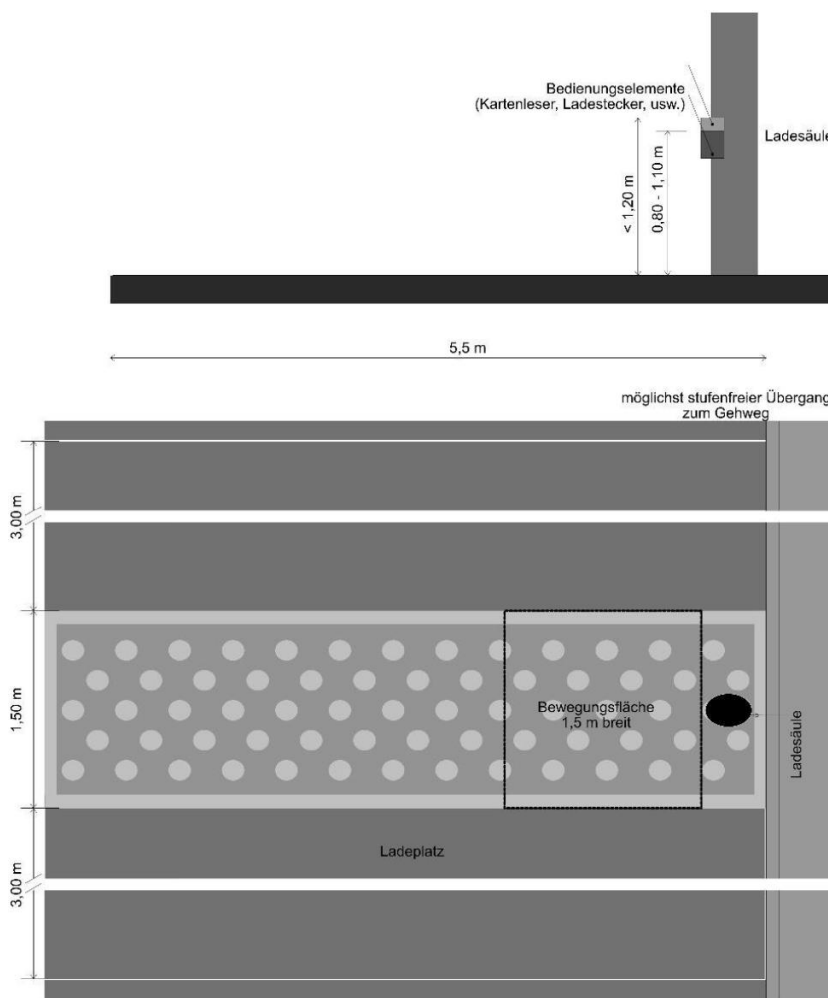 Bedienungselemente
(Kartenleser, Ladestecker, usw.)
Ladesäule
< 1,20 m
0,80 - 1,10 m
5,5 m
möglichst stufenfreier Übergang
zum Gehweg
3,00 m
1,50 m
Bewegungsfläche
1,5 m breit
Ladesäule
Ladeplatz
3,00 m